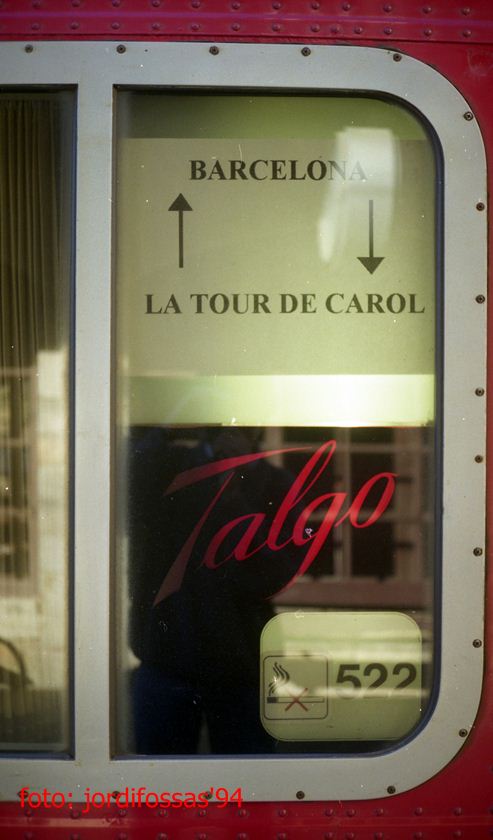 BARCELONA
LA TOUR DE CAROL
Talgo
522
foto: jordifossas'94